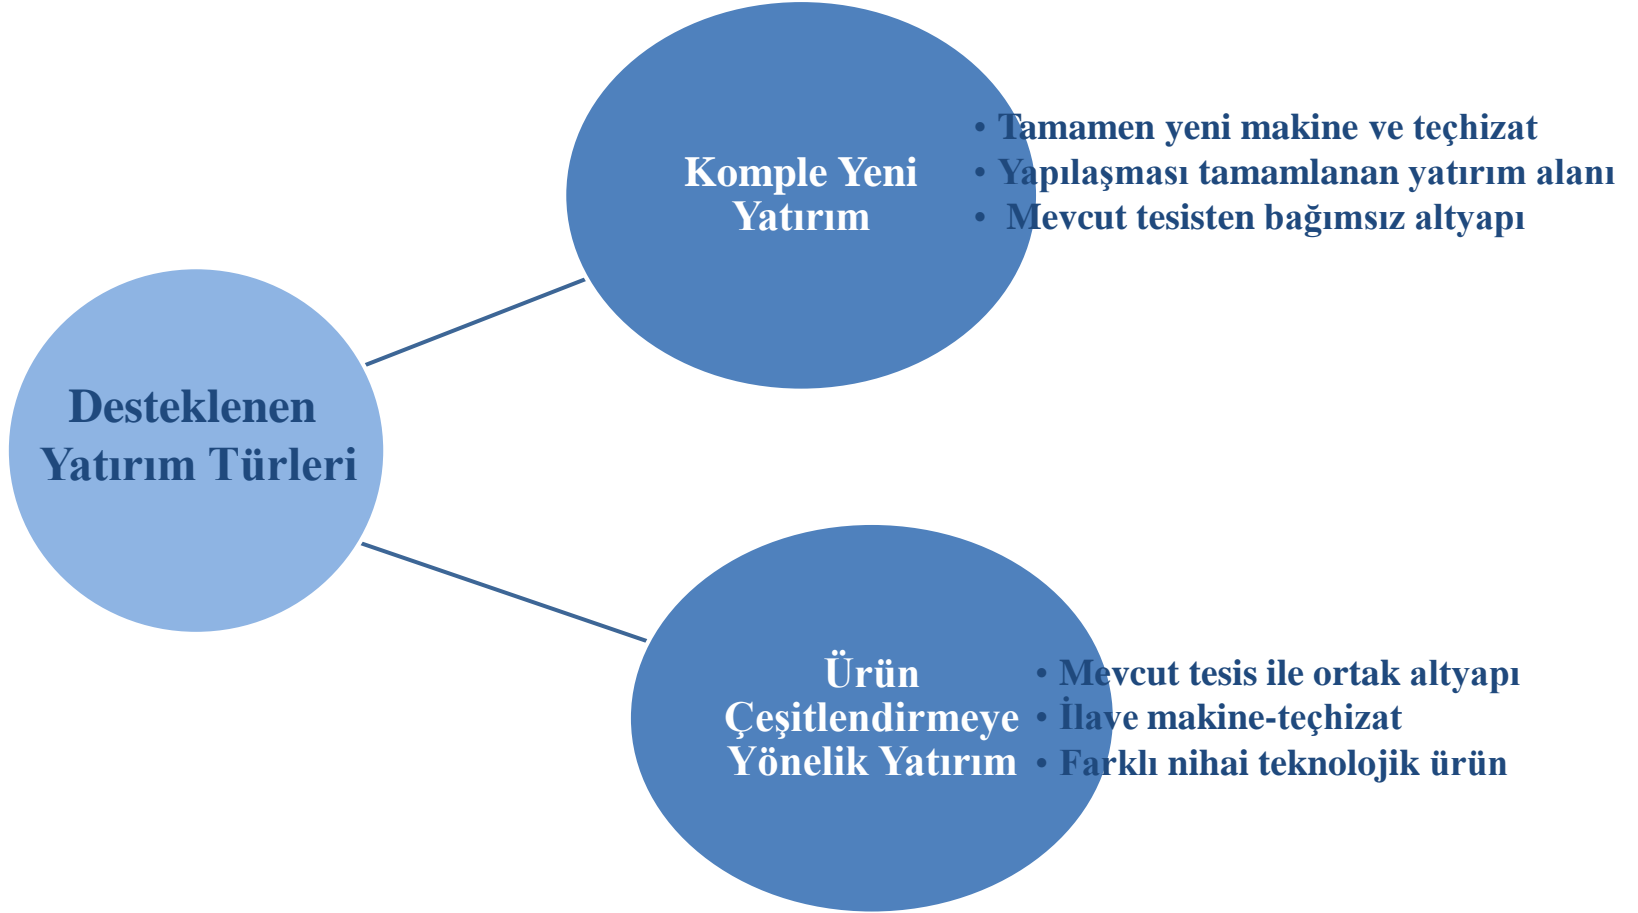 Desteklenen
Yatırım Türleri
Komple Yeni
Yatırım
• Tamamen yeni makine ve teçhizat
• Yapılaşması tamamlanan yatırım alanı
• Mevcut tesisten bağımsız altyapı
Ürün
Çeşitlendirmeye
Yönelik Yatırım
• Mevcut tesis ile ortak altyapı
• İlave makine-teçhizat
• Farklı nihai teknolojik ürün